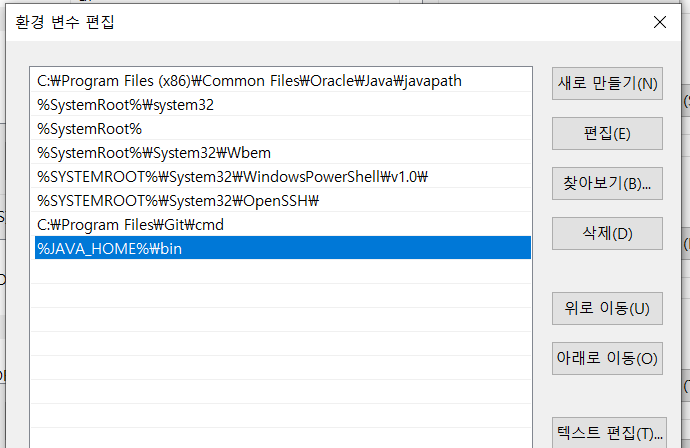 환경 변수 편집
C:₩Program Files (x86)₩Common Files₩Oracle₩Java₩javapath
%SystemRoot%₩system32
%SystemRoot%
%SystemRoot%₩System32₩Wbem
%SYSTEMROOT%₩System32₩WindowsPowerShell₩v1.0₩
%SYSTEMROOT%₩System32₩OpenSSH₩
C:₩Program Files₩Git₩cmd
%JAVA_HOME%₩bin
새로 만들기(N)
편집(E)
찾아보기(B)...
삭제(D)
위로 이동(U)
아래로 이동(O)
텍스트 편집(T)...